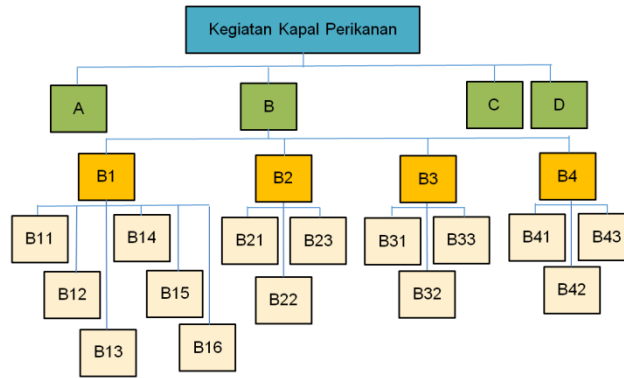 Kegiatan Kapal Perikanan
A
B
C
D
B1
B2
B3
B4
B11
B14
B21
B23
B31
B33
B41
B43
B12
B15
B22
B32
B42
B13
B16